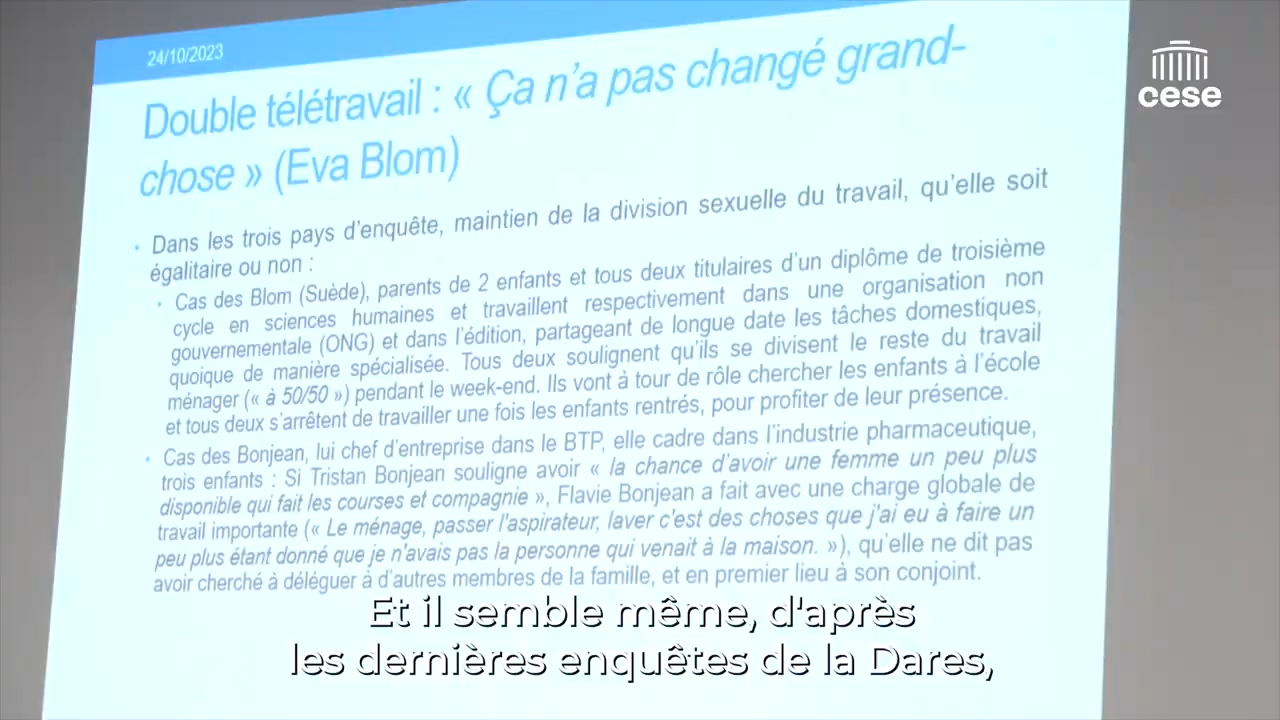 24/10/2023
cese
Double télétravail : « Ça n'a pas changé grand-
chose » (Eva Blom)
• Dans les trois pays d'enquête, maintien de la division sexuelle du travail, qu'elle soit
égalitaire ou non :
• Cas des Blom (Suède), parents de 2 enfants et tous deux titulaires d'un diplôme de troisième
cycle en sciences humaines et travaillent respectivement dans une organisation non
gouvernementale (ONG) et dans l'édition, partageant de longue date les tâches domestiques,
quoique de manière spécialisée. Tous deux soulignent qu'ils se divisent le reste du travail
ménager (« à 50/50 ») pendant le week-end. Ils vont à tour de rôle chercher les enfants à l'école
et tous deux s'arrêtent de travailler une fois les enfants rentrés, pour profiter de leur présence.
• Cas des Bonjean, lui chef d'entreprise dans le BTP, elle cadre dans l'industrie pharmaceutique,
trois enfants : Si Tristan Bonjean souligne avoir « la chance d'avoir une femme un peu plus
disponible qui fait les courses et compagnie », Flavie Bonjean a fait avec une charge globale de
travail importante (« Le ménage, passer l'aspirateur, laver c'est des choses que j'ai eu à faire un
peu plus étant donné que je n'avais pas la personne qui venait à la maison. »), qu'elle ne dit pas
avoir cherché à déléguer à d'autres membres de la famille, et en premier lieu à son conjoint.
Et il semble même, d'après
les dernières enquêtes de la Dares,